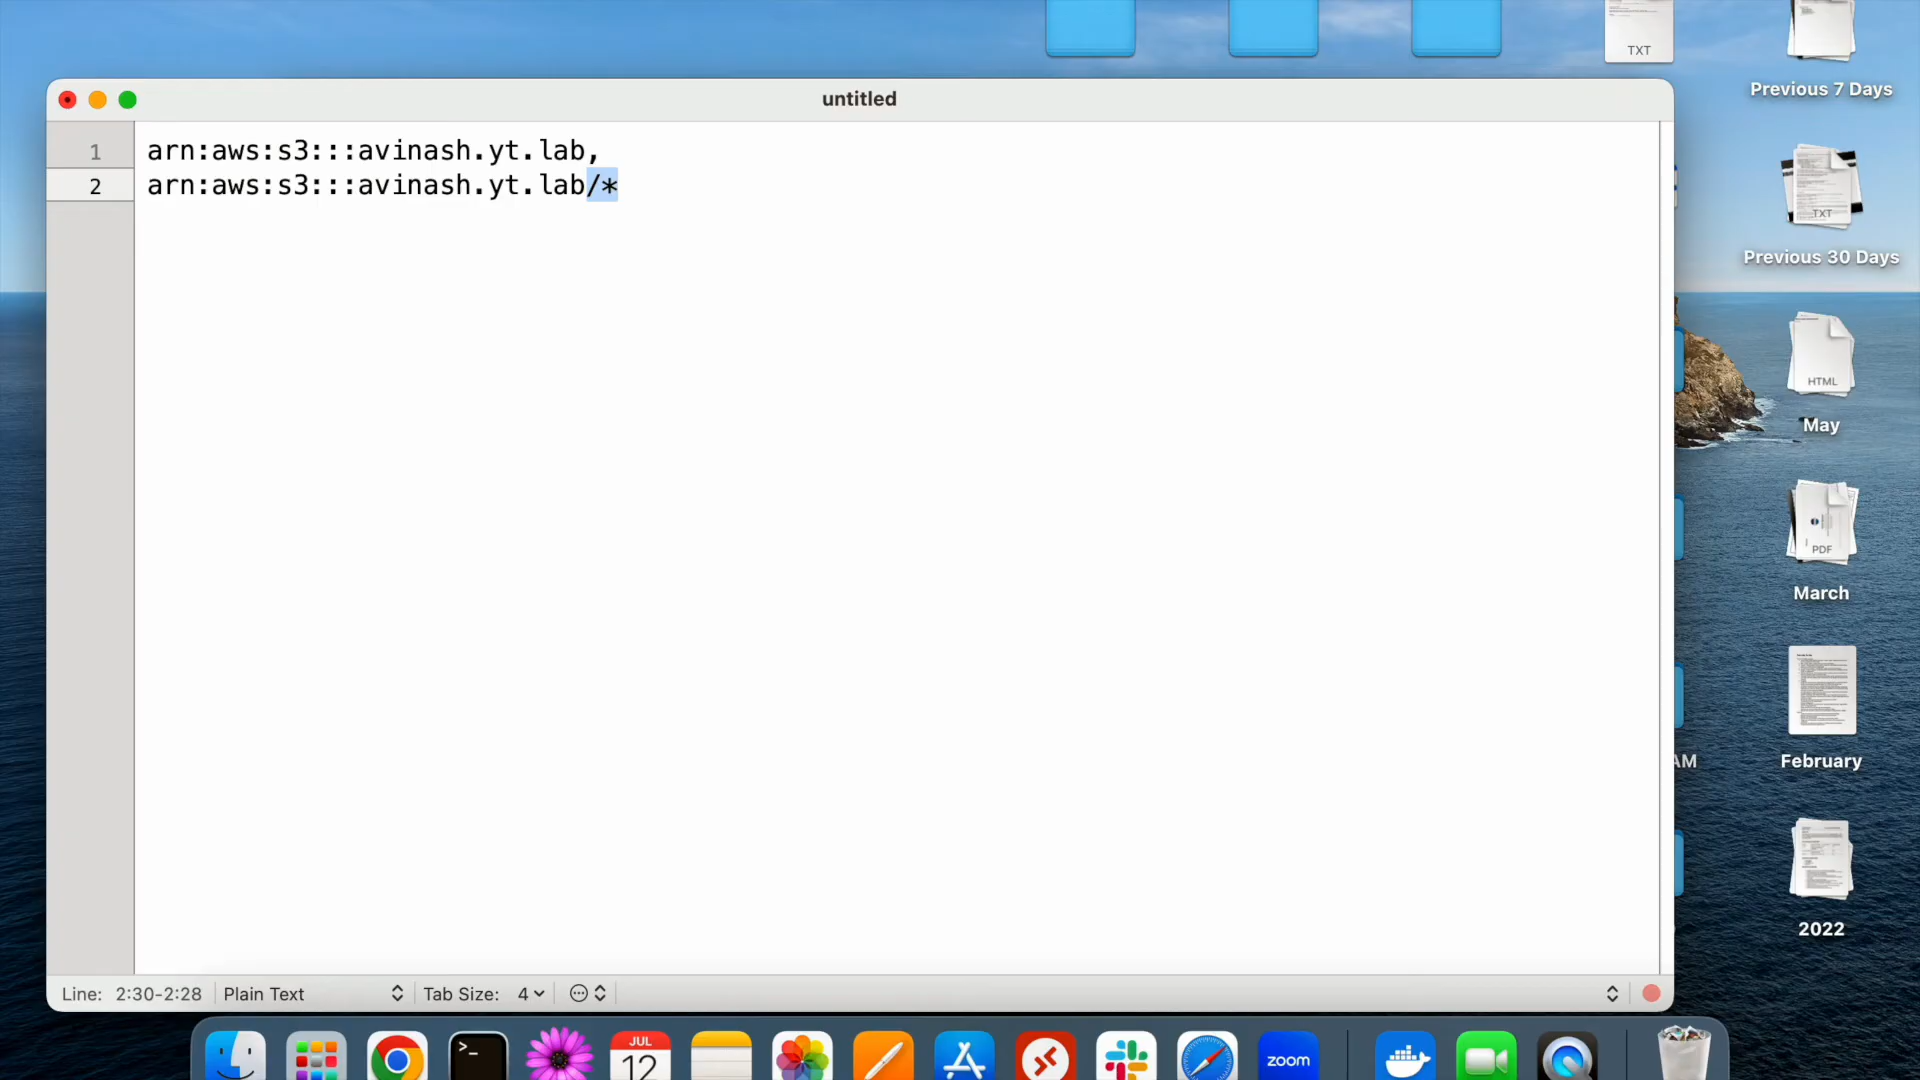 TXT
Previous 7 Days
untitled
1 arn:aws:s3:::avinash.yt.lab,
2 arn:aws:s3:::avinash.yt.lab/*
TXT
Previous 30 Days
HTML
May
PDF
March
AM
February
2022
Line: 2:30-2:28 Plain Text Tab Size: 4
>_
JUL
12
zoom